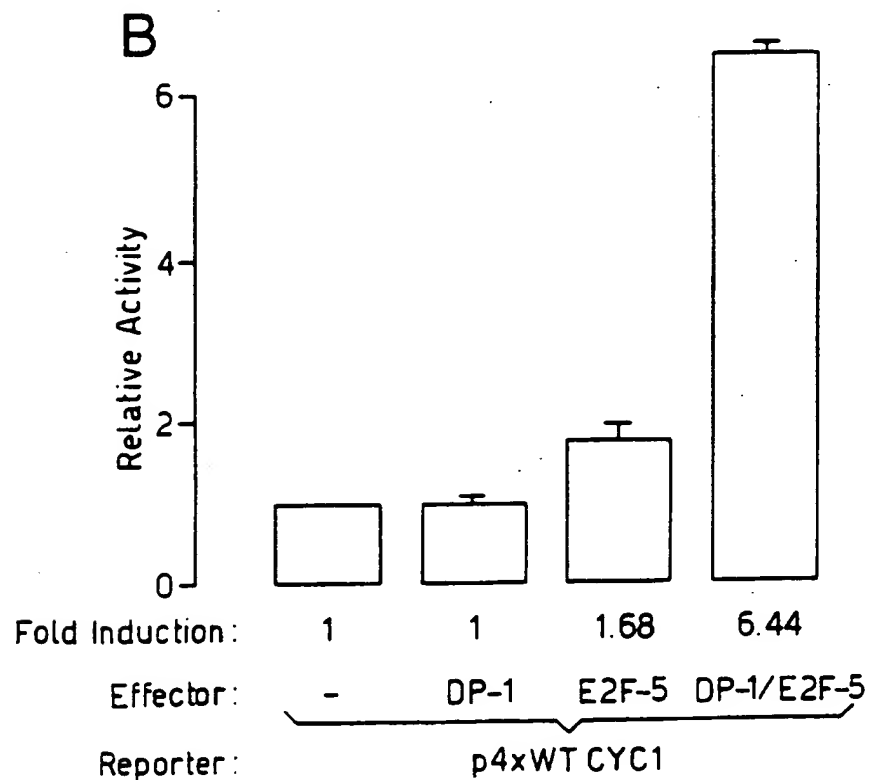 B
6
4
2
0
Relative Activity
Fold Induction: 1 1 1.68 6.44
Effector: - DP-1 E2F-5 DP-1/E2F-5
Reporter: p4xWT CYC1